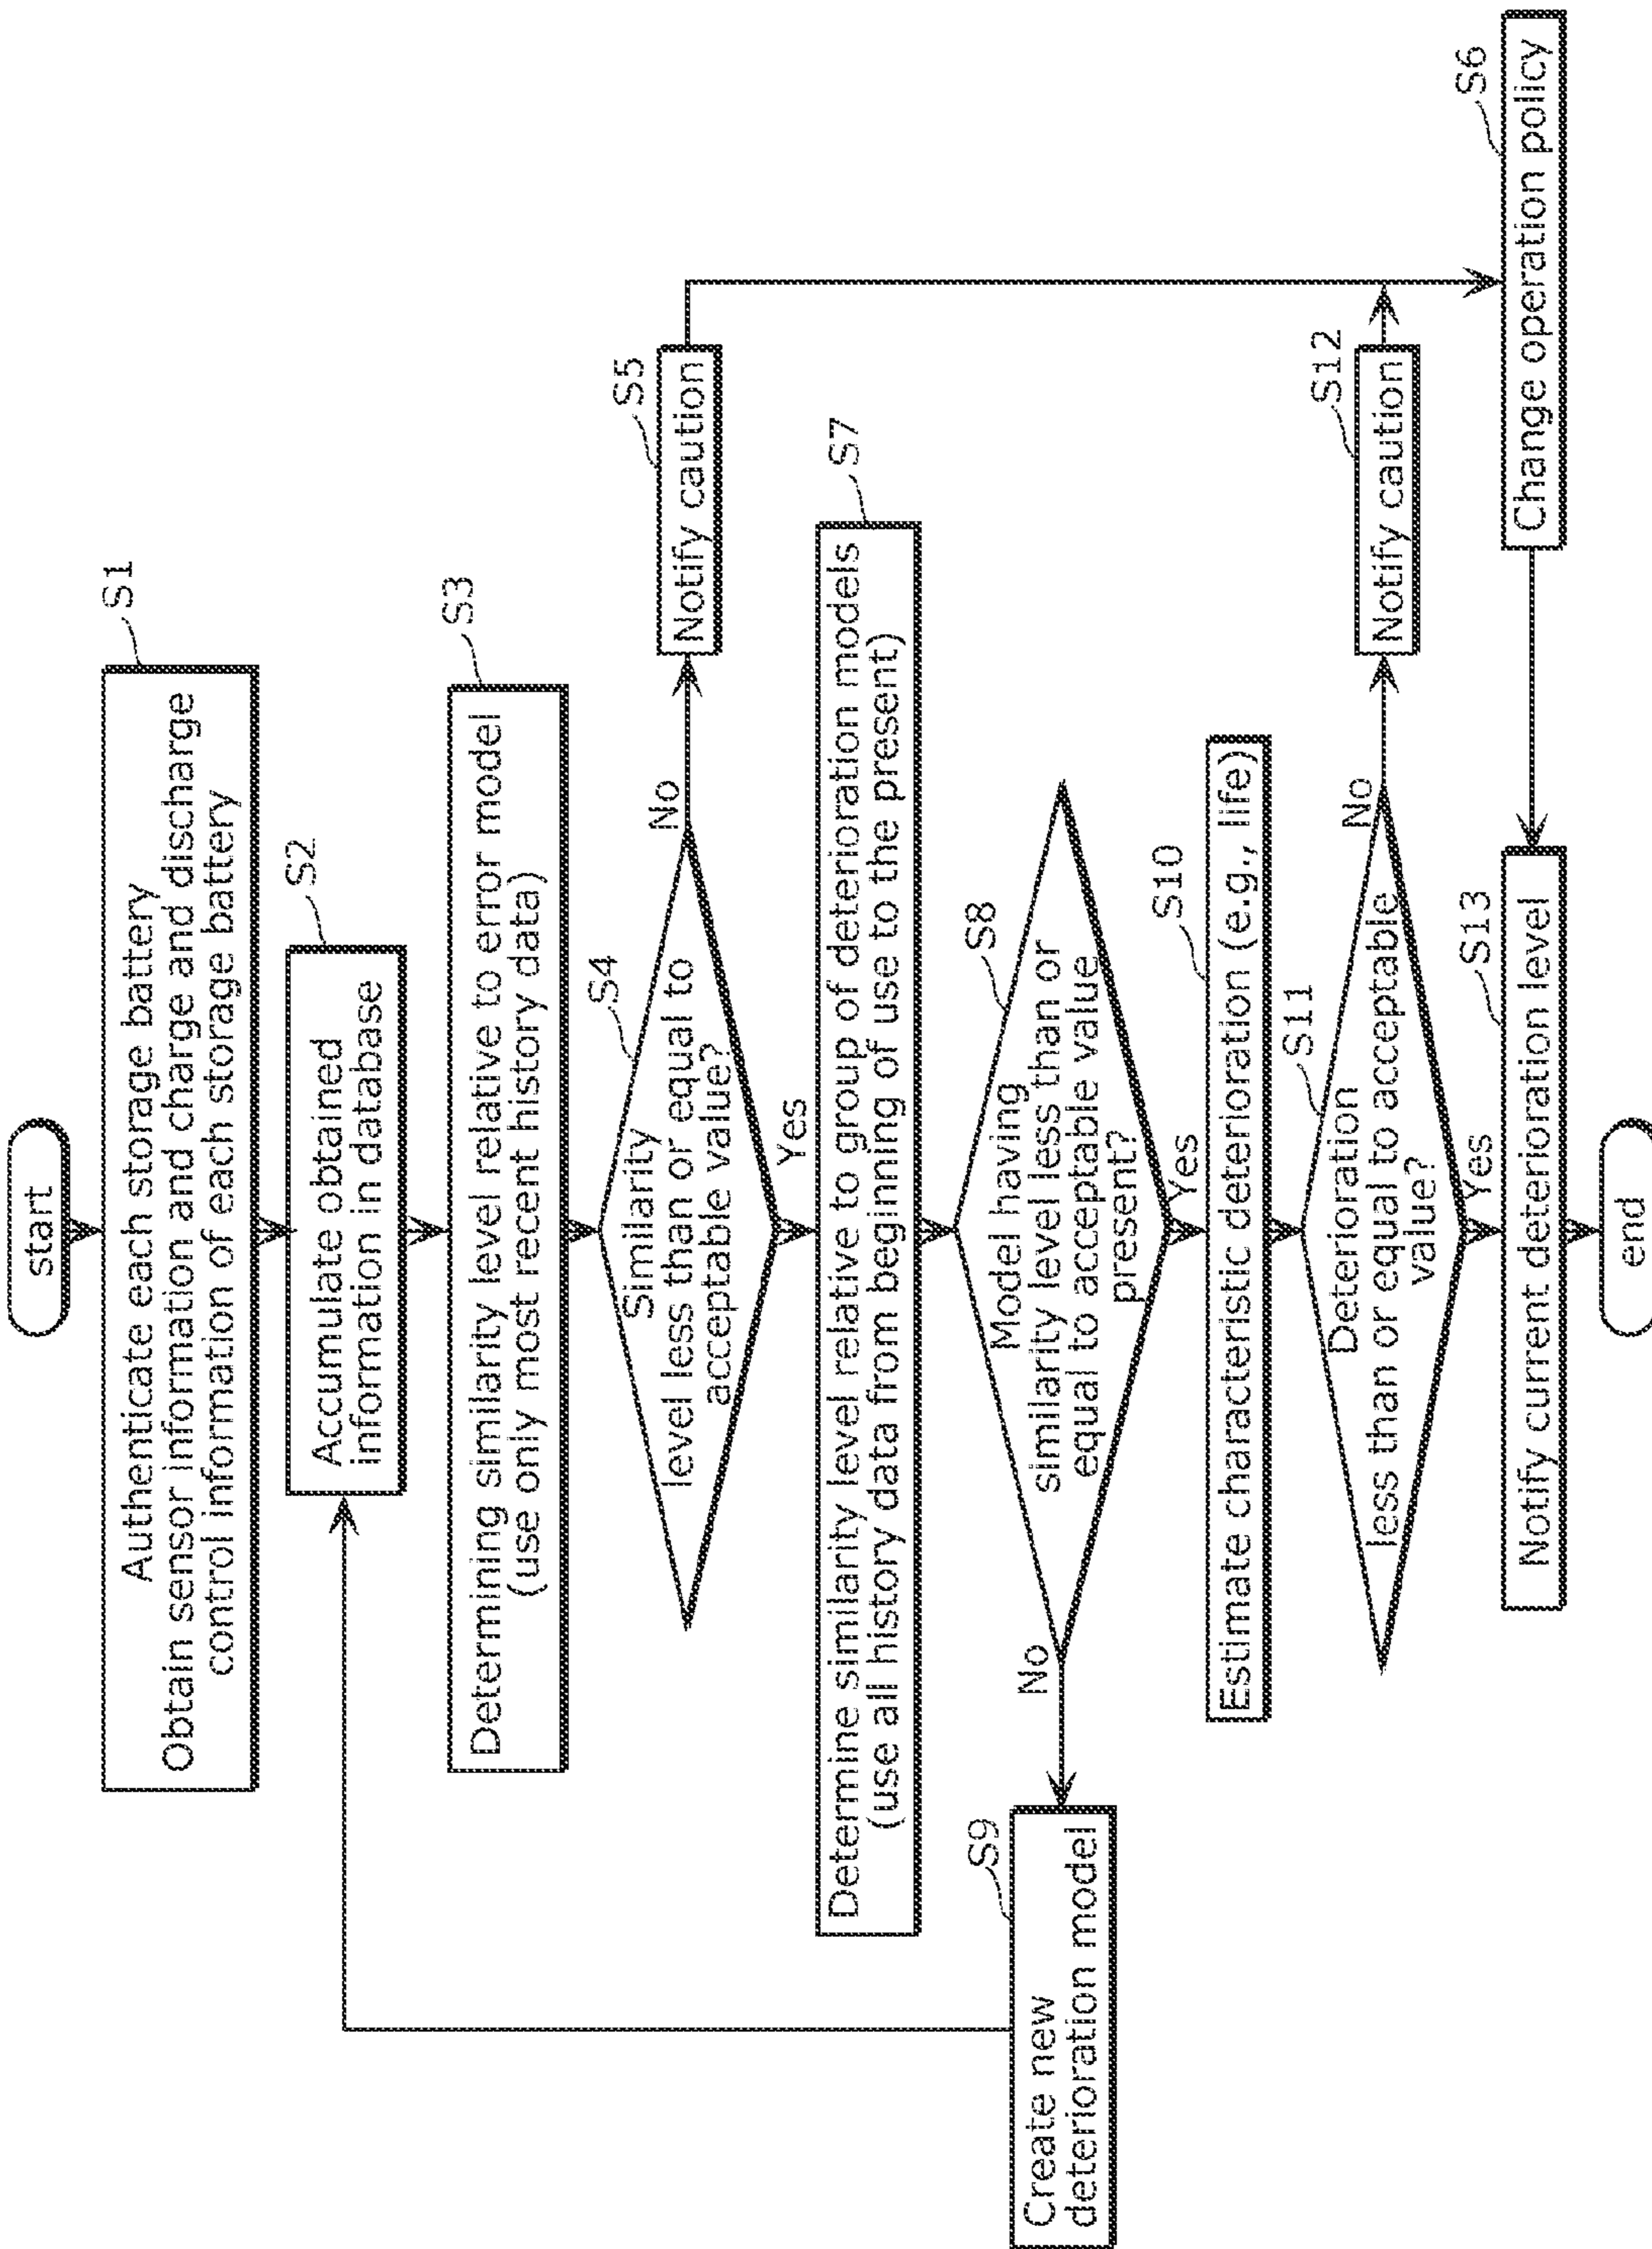 start
S1
Authenticate each storage battery
Obtain sensor information and charge and discharge
control information of each storage battery
S2
Accumulate obtained
information in database
S3
Determining similarity level relative to error model
(use only most recent history data)
S4
Similarity
level less than or equal to
acceptable value?
No
S5
Notify caution
Yes
S7
Determine similarity level relative to group of deterioration models
(use all history data from beginning of use to the present)
S8
Model having
similarity level less than or
equal to acceptable value
present?
No
S9
Create new
deterioration model
Yes
S10
Estimate characteristic deterioration (e.g., life)
S11
Deterioration
less than or equal to acceptable
value?
No
S12
Notify caution
Yes
S6
Change operation policy
S13
Notify current deterioration level
end